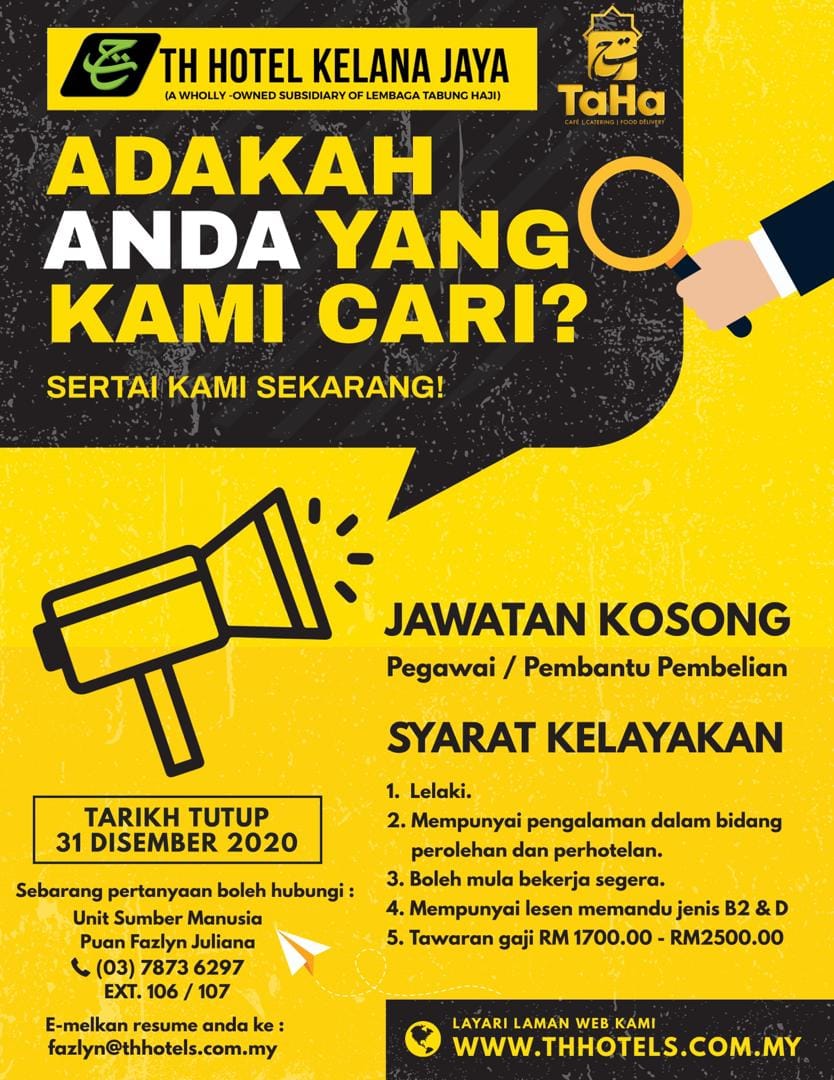 TH HOTEL KELANA JAYA
(A WHOLLY -OWNED SUBSIDIARY OF LEMBAGA TABUNG HAJI)
TaHa
CAFÉ | CATERING | FOOD DELIVERY
ADAKAH
ANDA YANG
KAMI CARI?
SERTAI KAMI SEKARANG!
JAWATAN KOSONG
Pegawai / Pembantu Pembelian
SYARAT KELAYAKAN
1. Lelaki.
2. Mempunyai pengalaman dalam bidang
perolehan dan perhotelan.
3. Boleh mula bekerja segera.
4. Mempunyai lesen memandu jenis B2 & D
5. Tawaran gaji RM 1700.00 - RM2500.00
TARIKH TUTUP
31 DISEMBER 2020
Sebarang pertanyaan boleh hubungi :
Unit Sumber Manusia
Puan Fazlyn Juliana
(03) 7873 6297
EXT. 106 / 107
E-melkan resume anda ke :
fazlyn@thhotels.com.my
LAYARI LAMAN WEB KAMI
WWW.THHOTELS.COM.MY